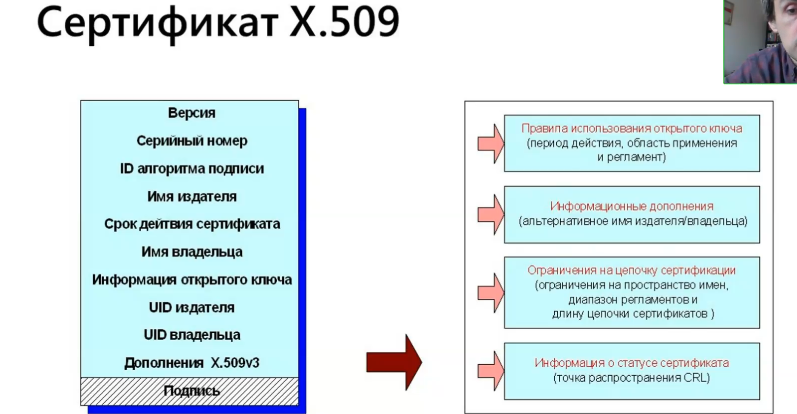 Сертификат X.509
Версия
Серийный номер
ID алгоритма подписи
Имя издателя
Срок дейтвия сертификата
Имя владельца
Информация открытого ключа
UID издателя
UID владельца
Дополнения X.509v3
Подпись
Правила использования открытого ключа
(период действия, область применения
и регламент)
Информационные дополнения
(альтернативное имя издателя/владельца)
Ограничения на цепочку сертификации
(ограничения на пространство имен,
диапазон регламентов и
длину цепочки сертификатов )
Информация о статусе сертификата
(точка распространения CRL)